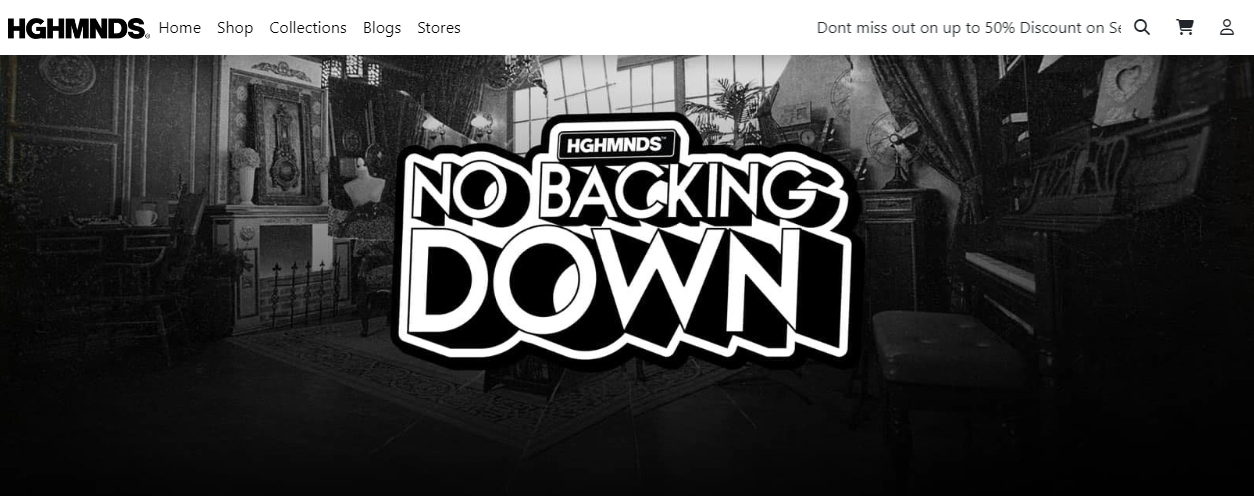 HGHMNDS® Home Shop Collections Blogs Stores Dont miss out on up to 50% Discount on Se
HGHMNDS™
NO BACKING
DOWN